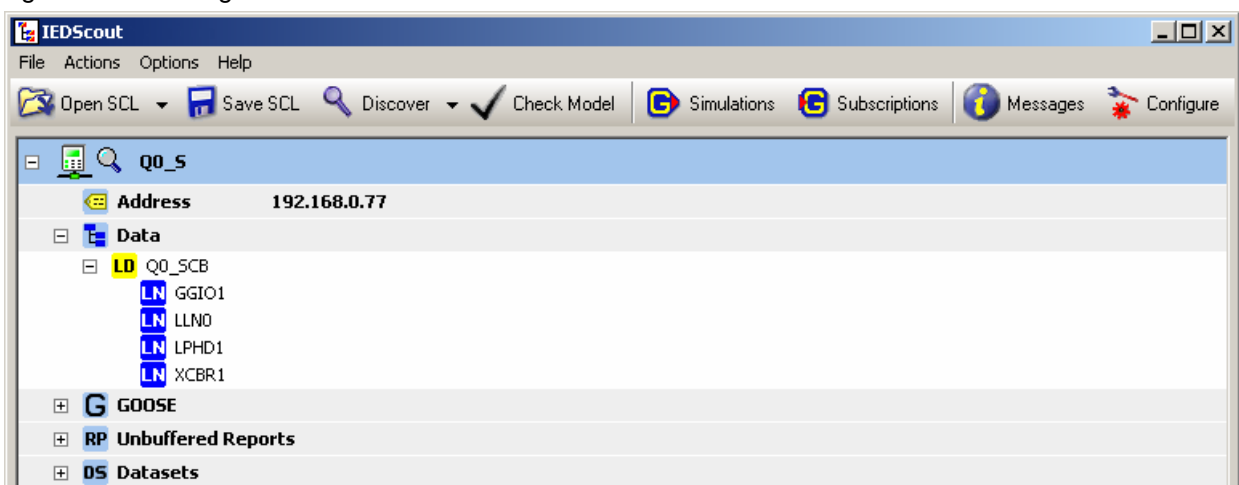 IEDScout
File Actions Options Help
Open SCL Save SCL Discover Check Model Simulations Subscriptions Messages Configure
Q0_S
Address 192.168.0.77
Data
LD Q0_SCB
LN GGIO1
LN LLN0
LN LPHD1
LN XCBR1
G GOOSE
RP Unbuffered Reports
DS Datasets